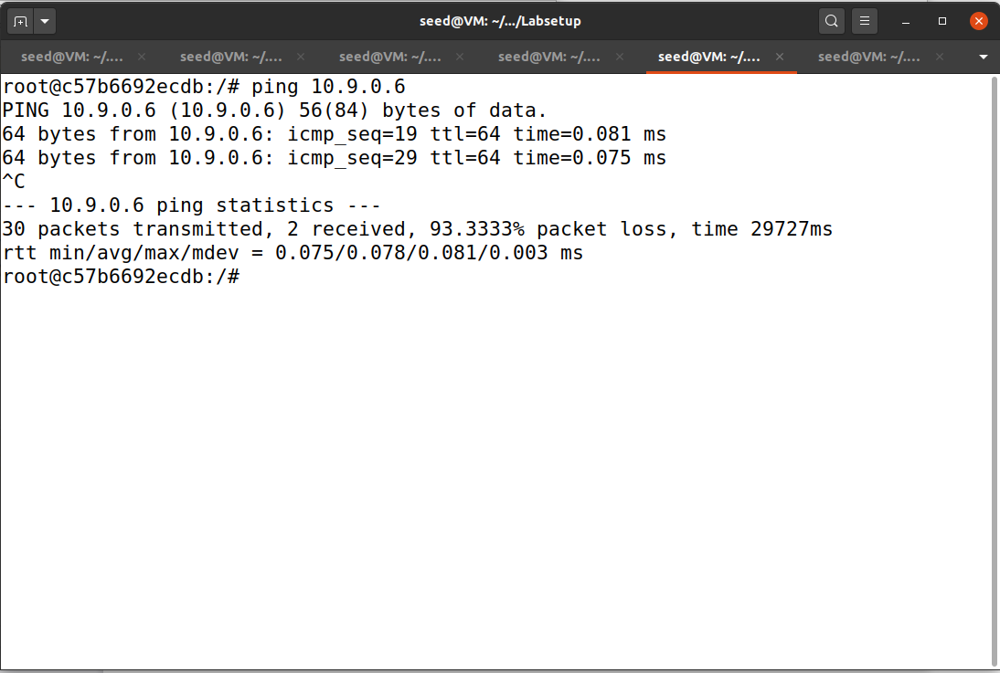 seed@VM: ~/.../Labsetup
seed@VM: ~/.... seed@VM: ~/.... seed@VM: ~/.... seed@VM: ~/.... seed@VM: ~/.... seed@VM: ~/....
root@c57b6692ecdb:/# ping 10.9.0.6
PING 10.9.0.6 (10.9.0.6) 56(84) bytes of data.
64 bytes from 10.9.0.6: icmp_seq=19 ttl=64 time=0.081 ms
64 bytes from 10.9.0.6: icmp_seq=29 ttl=64 time=0.075 ms
^C
--- 10.9.0.6 ping statistics ---
30 packets transmitted, 2 received, 93.3333% packet loss, time 29727ms
rtt min/avg/max/mdev = 0.075/0.078/0.081/0.003 ms
root@c57b6692ecdb:/#